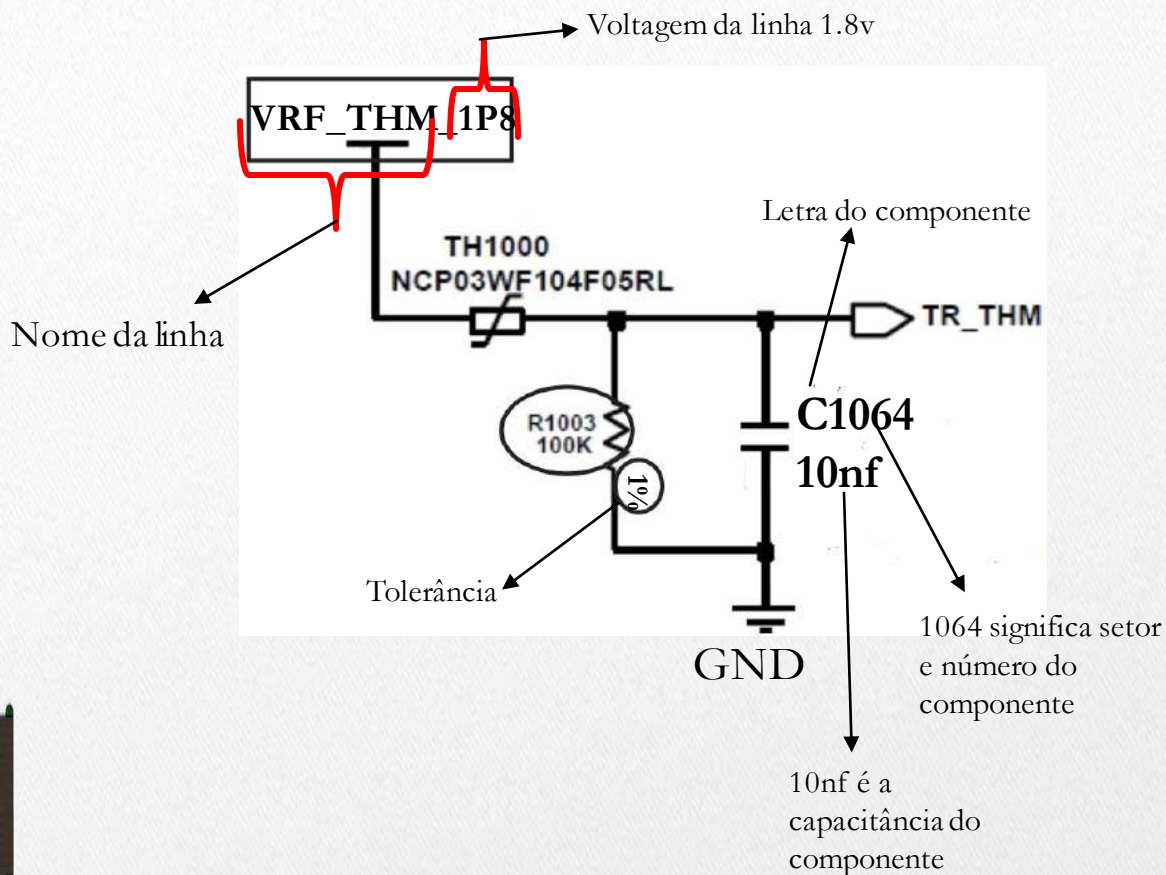 Voltagem da linha 1.8v
VRF_THM_1P8
Letra do componente
TH1000
NCP03WF104F05RL
Nome da linha
TR_THM
C1064
10nf
R1003
100K
1%
Tolerância
GND
1064 significa setor
e número do
componente
10nf é a
capacitância do
componente